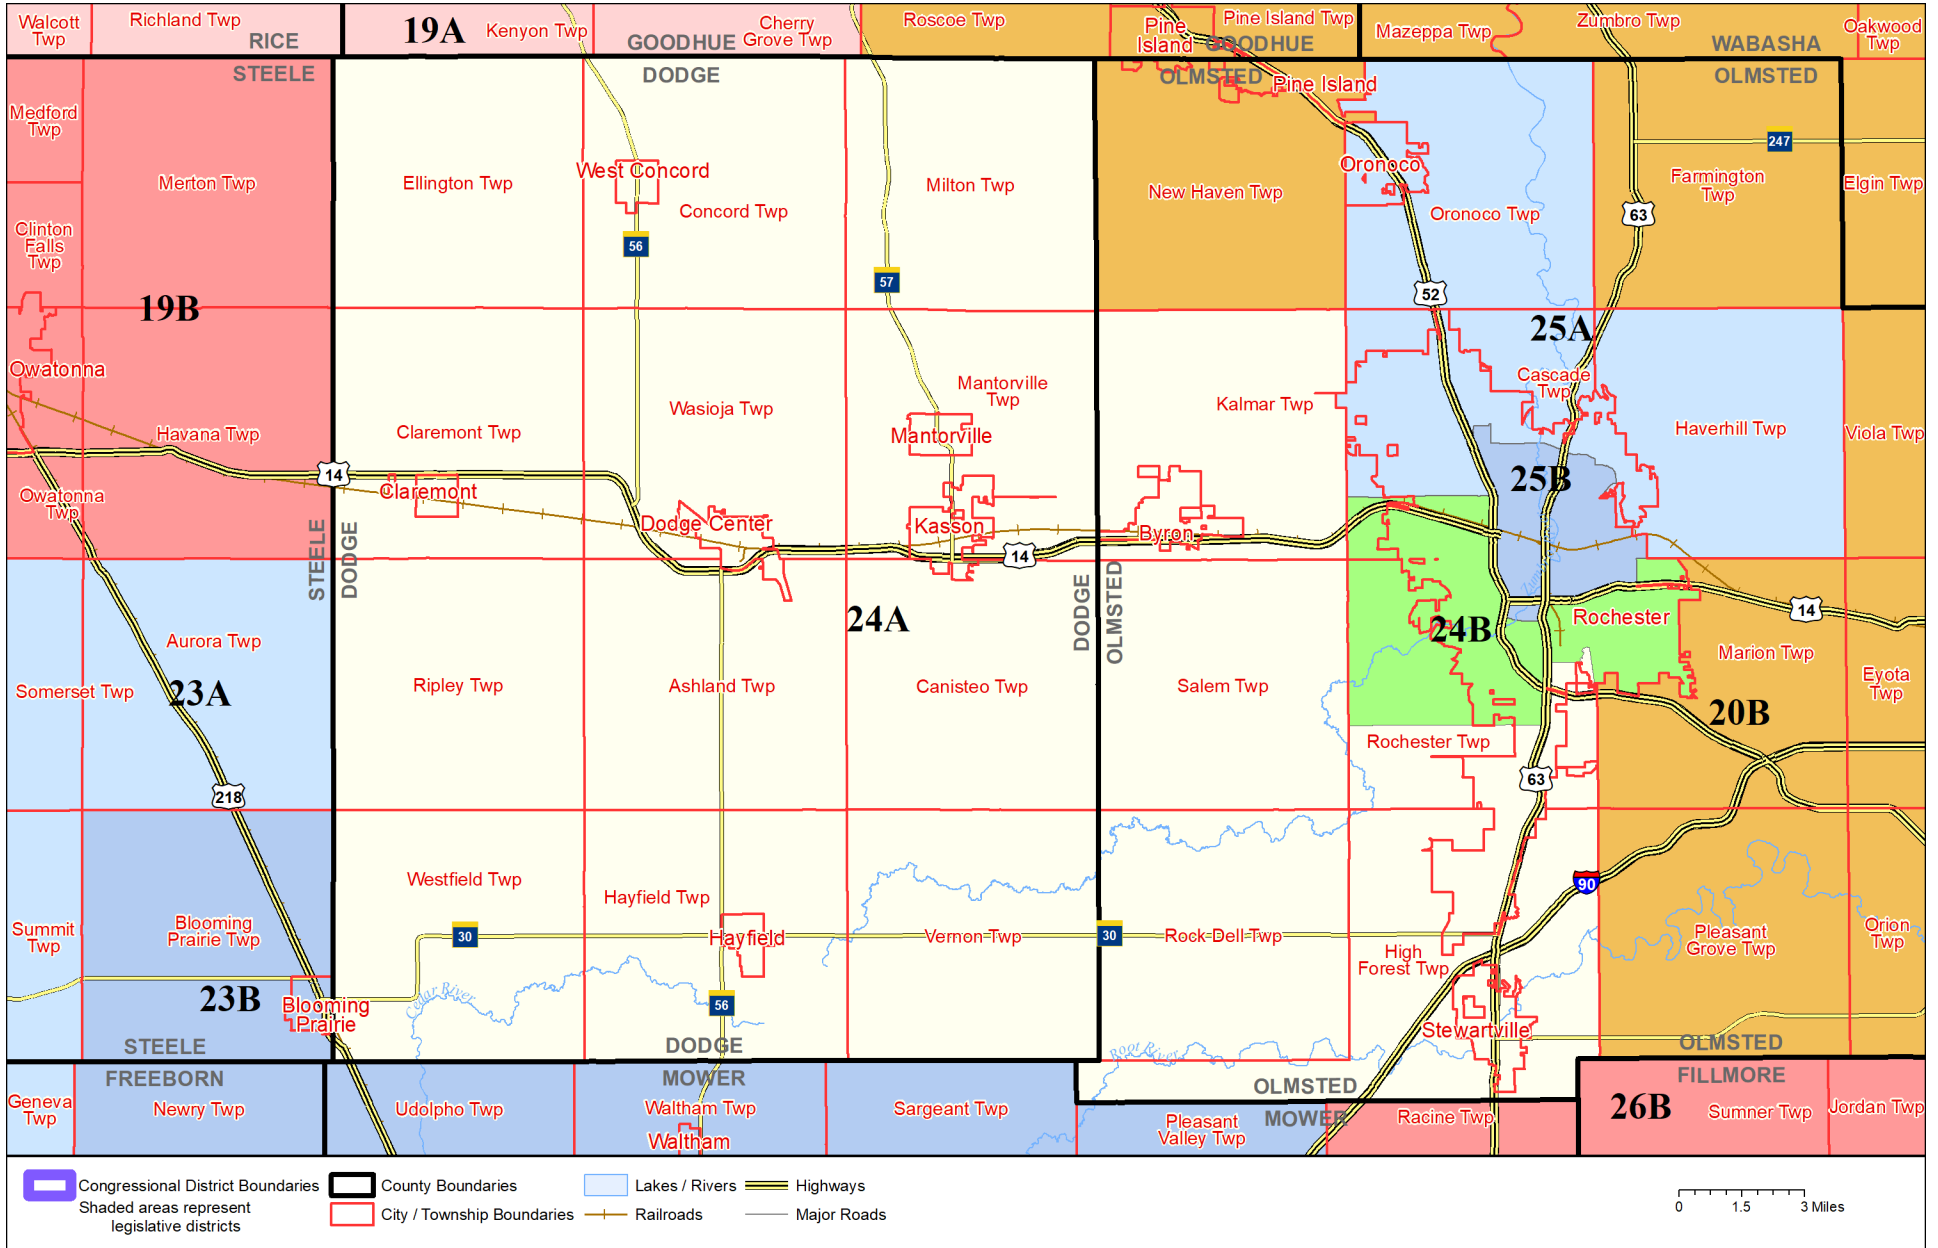 Walcott
Twp
Richland Twp
RICE
19A
Kenyon Twp
GOODHUE
Cherry
Grove Twp
Roscoe Twp
Pine
Island
Pine Island Twp
GOODHUE
Mazeppa Twp
Zumbro Twp
WABASHA
Oakwood
Twp
STEELE
DODGE
OLMSTED
Pine Island
OLMSTED
Medford
Twp
Merton Twp
Ellington Twp
West Concord
Concord Twp
Milton Twp
New Haven Twp
Oronoco
Oronoco Twp
247
Farmington
Twp
Elgin Twp
Clinton
Falls
Twp
56
57
63
52
19B
25A
Owatonna
Havana Twp
Claremont Twp
Wasioja Twp
Mantorville
Twp
Mantorville
Kalmar Twp
Cascade
Twp
Haverhill Twp
Viola Twp
14
Claremont
25B
Owatonna
Twp
STEELE
DODGE
Dodge Center
Kasson
14
Byron
DODGE
OLMSTED
Zum
14
24A
24B
Rochester
Aurora Twp
Somerset Twp
23A
Ripley Twp
Ashland Twp
Canisteo Twp
Salem Twp
Marion Twp
Eyota
Twp
20B
Rochester Twp
63
218
Westfield Twp
Hayfield Twp
90
Summit
Twp
Blooming
Prairie Twp
30
Hayfield
Vernon Twp
30
Rock Dell Twp
High
Forest Twp
Pleasant
Grove Twp
Orion
Twp
23B
Blooming
Prairie
Cedar River
56
Stewartville
STEELE
DODGE
Root River
OLMSTED
FREEBORN
MOWER
OLMSTED
FILLMORE
Geneva
Twp
Newry Twp
Udolpho Twp
Waltham Twp
Waltham
Sargeant Twp
Pleasant
Valley Twp
MOWER
Racine Twp
26B
Sumner Twp
Jordan Twp
Congressional District Boundaries
Shaded areas represent
legislative districts
County Boundaries
City / Township Boundaries
Lakes / Rivers
Railroads
Highways
Major Roads
0 1.5 3 Miles